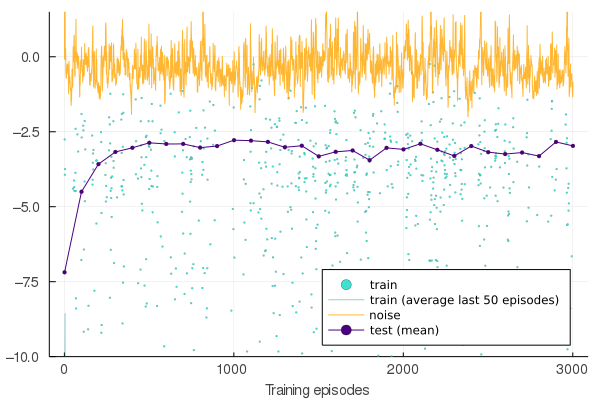 0.0
−2.5
−5.0
−7.5
−10.0
train
train (average last 50 episodes)
noise
test (mean)
0 1000 2000 3000
Training episodes